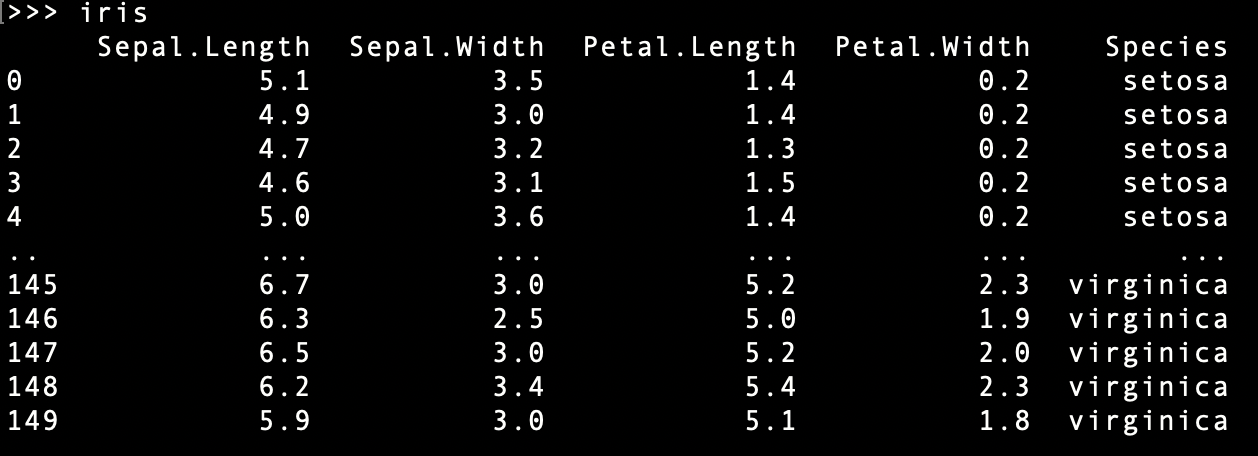 >>> iris
Sepal.Length Sepal.Width Petal.Length Petal.Width Species
0 5.1 3.5 1.4 0.2 setosa
1 4.9 3.0 1.4 0.2 setosa
2 4.7 3.2 1.3 0.2 setosa
3 4.6 3.1 1.5 0.2 setosa
4 5.0 3.6 1.4 0.2 setosa
.. ... ... ... ... ...
145 6.7 3.0 5.2 2.3 virginica
146 6.3 2.5 5.0 1.9 virginica
147 6.5 3.0 5.2 2.0 virginica
148 6.2 3.4 5.4 2.3 virginica
149 5.9 3.0 5.1 1.8 virginica